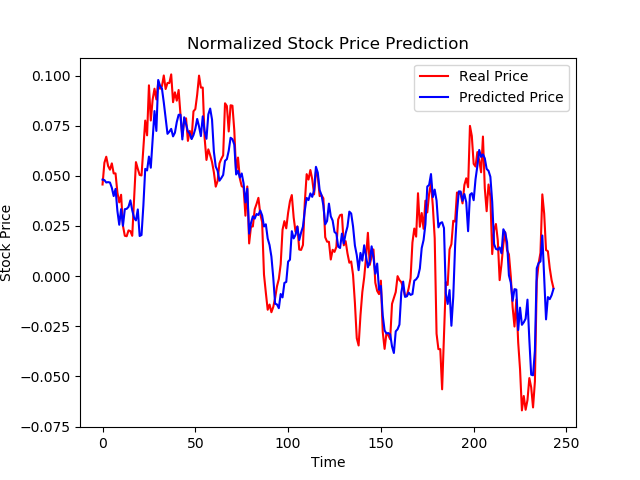 Normalized Stock Price Prediction
Real Price
Predicted Price
Stock Price
0.100
0.075
0.050
0.025
0.000
−0.025
−0.050
−0.075
0 50 100 150 200 250
Time